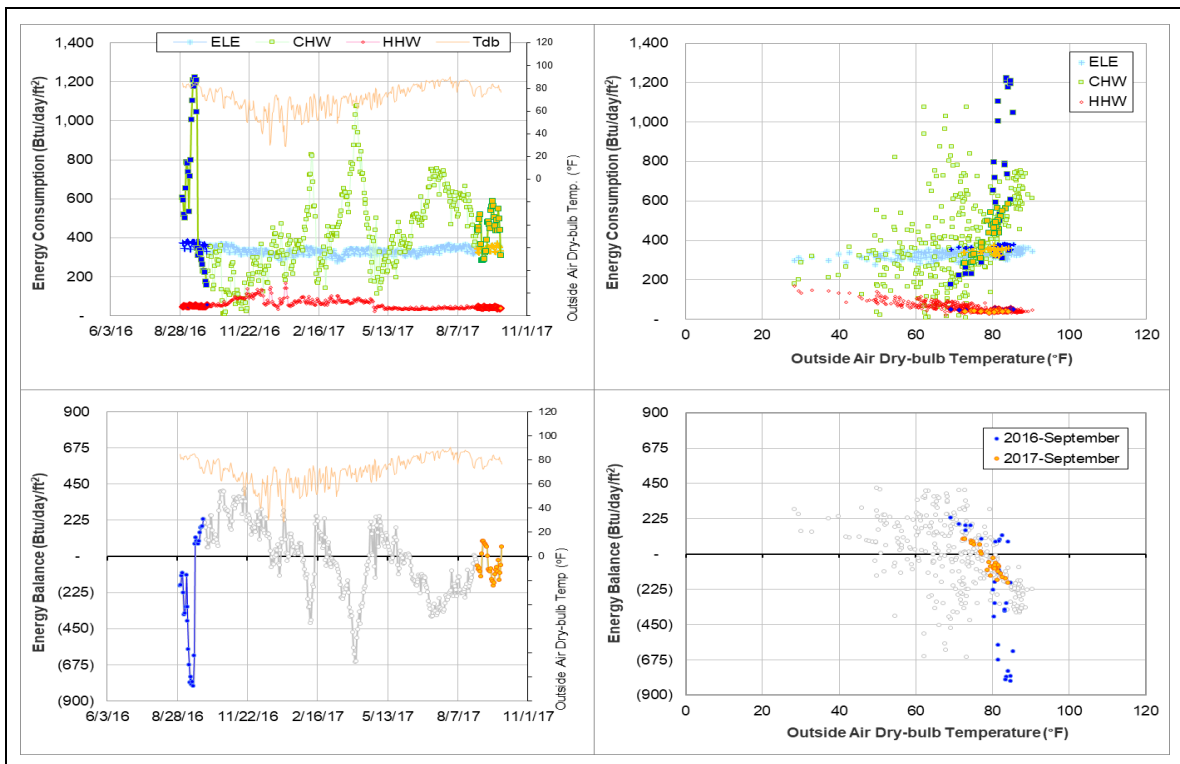 ELE CHW HHW Tdb
1,400
1,200
1,000
800
600
400
200
-
Energy Consumption (Btu/day/ft²)
120
100
80
60
40
20
0
Outside Air Dry-bulb Temp. (°F)
6/3/16 8/28/16 11/22/16 2/16/17 5/13/17 8/7/17 11/1/17
1,400
1,200
1,000
800
600
400
200
-
Energy Consumption (Btu/day/ft²)
ELE
CHW
HHW
0 20 40 60 80 100 120
Outside Air Dry-bulb Temperature (°F)
900
675
450
225
-
(225)
(450)
(675)
(900)
Energy Balance (Btu/day/ft²)
120
100
80
60
40
20
0
Outside Air Dry-bulb Temp (°F)
6/3/16 8/28/16 11/22/16 2/16/17 5/13/17 8/7/17 11/1/17
900
675
450
225
-
(225)
(450)
(675)
(900)
Energy Balance (Btu/day/ft²)
2016-September
2017-September
0 20 40 60 80 100 120
Outside Air Dry-bulb Temperature (°F)